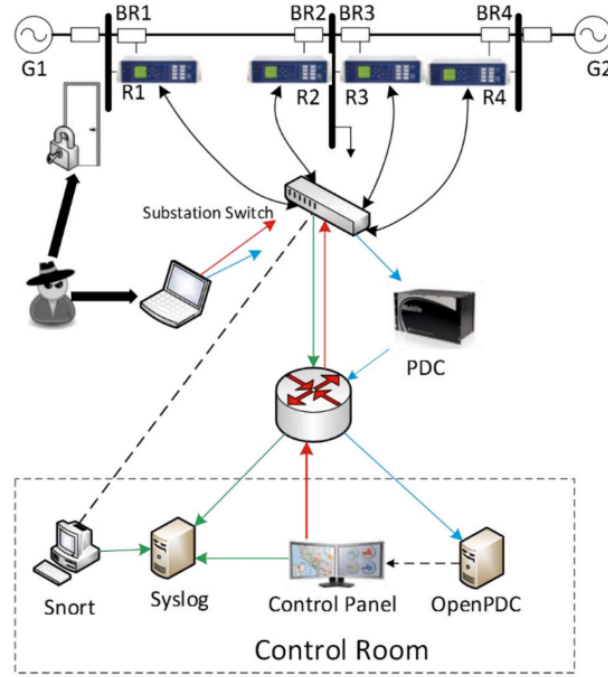 BR1 BR2 BR3 BR4
G1 G2
R1 R2 R3 R4
Substation Switch
PDC
Snort Syslog Control Panel OpenPDC
Control Room